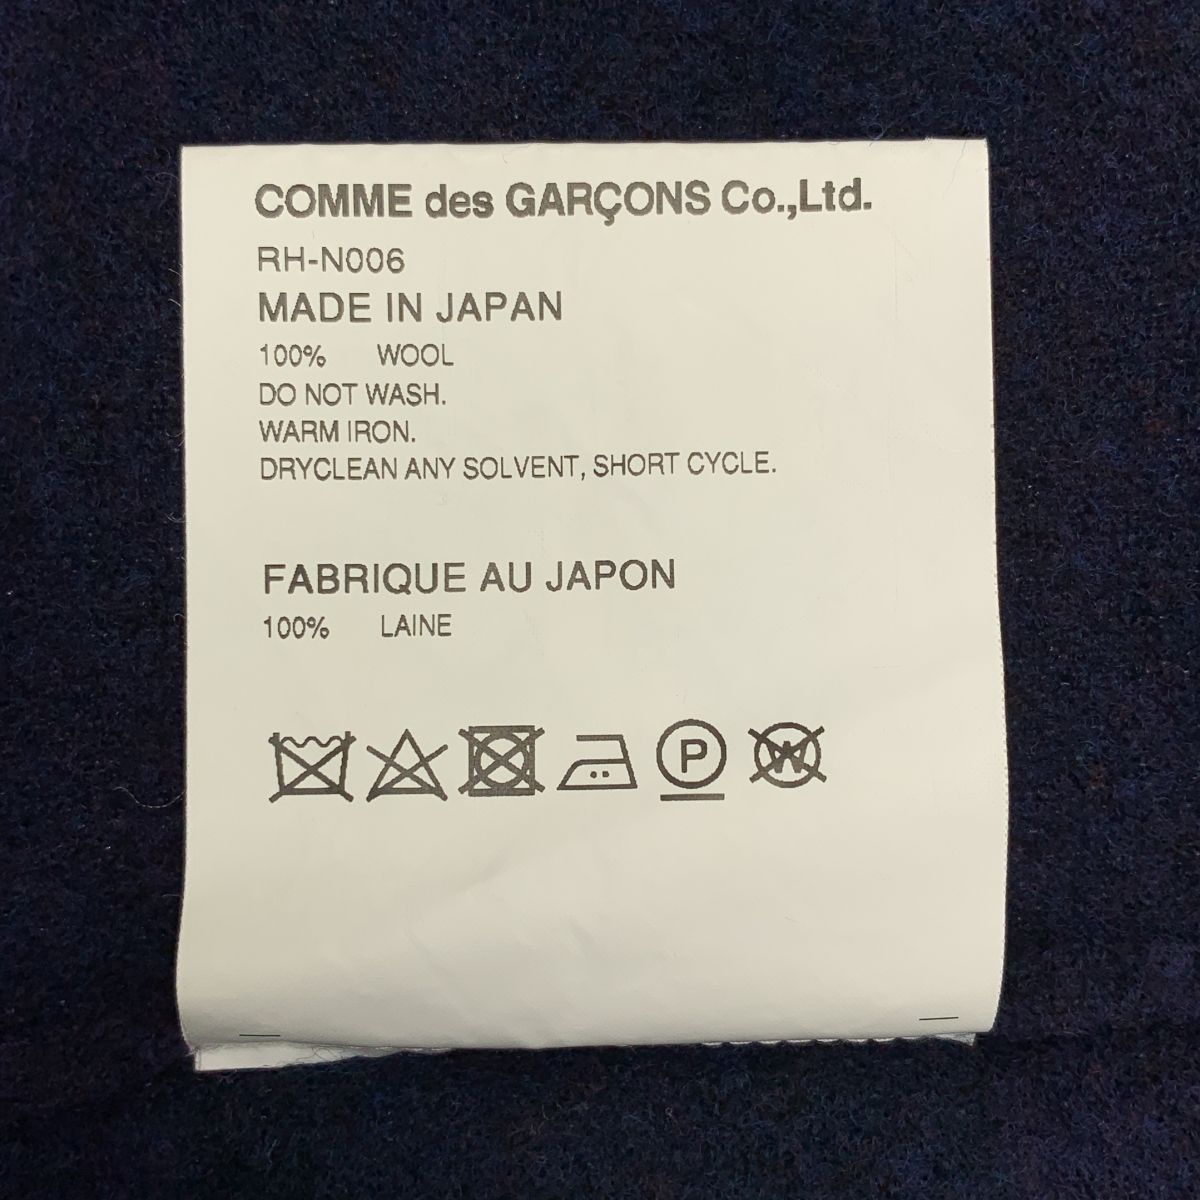 COMME des GARÇONS Co.,Ltd.
RH-N006
MADE IN JAPAN
100% WOOL
DO NOT WASH.
WARM IRON.
DRYCLEAN ANY SOLVENT, SHORT CYCLE.
FABRIQUE AU JAPON
100% LAINE
P W